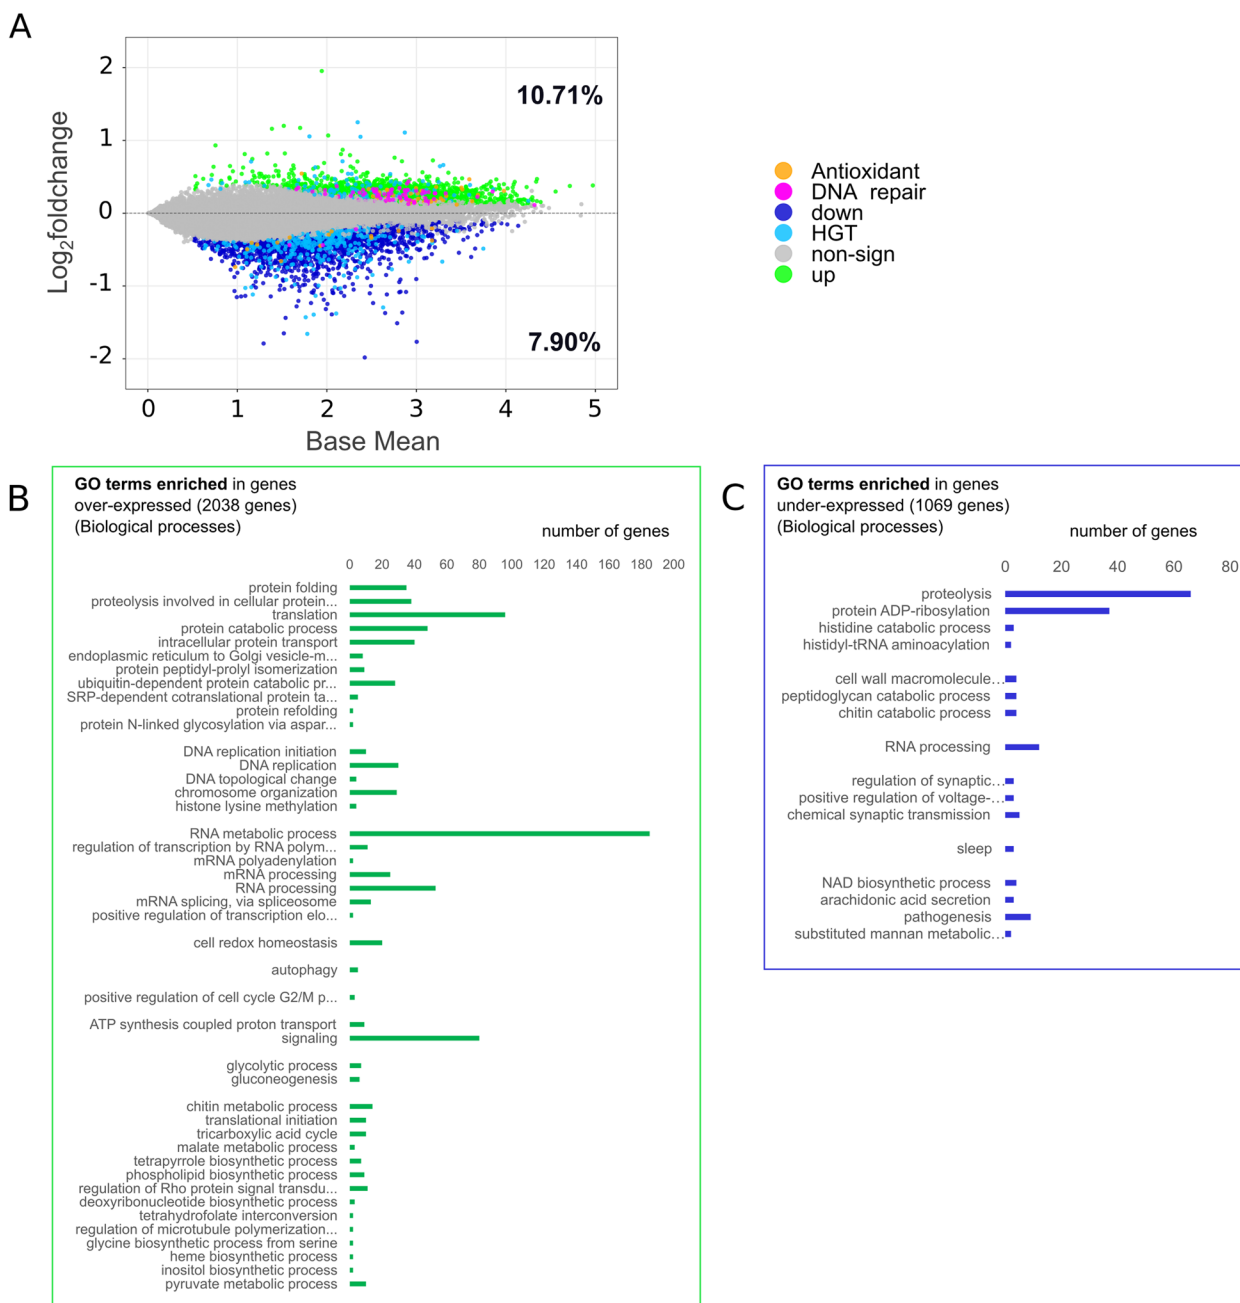 A
2
1
0
-1
-2
Log2foldchange
10.71%
7.90%
0 1 2 3 4 5
Base Mean
Antioxidant
DNA repair
down
HGT
non-sign
up
B
GO terms enriched in genes
over-expressed (2038 genes)
(Biological processes)
number of genes
0 20 40 60 80 100 120 140 160 180 200
protein folding
proteolysis involved in cellular protein...
translation
protein catabolic process
intracellular protein transport
endoplasmic reticulum to Golgi vesicle-m...
protein peptidyl-prolyl isomerization
ubiquitin-dependent protein catabolic pr...
SRP-dependent cotranslational protein ta...
protein refolding
protein N-linked glycosylation via aspar...
DNA replication initiation
DNA replication
DNA topological change
chromosome organization
histone lysine methylation
RNA metabolic process
regulation of transcription by RNA polym...
mRNA polyadenylation
mRNA processing
RNA processing
mRNA splicing, via spliceosome
positive regulation of transcription elo...
cell redox homeostasis
autophagy
positive regulation of cell cycle G2/M p...
ATP synthesis coupled proton transport
signaling
glycolytic process
gluconeogenesis
chitin metabolic process
translational initiation
tricarboxylic acid cycle
malate metabolic process
tetrapyrrole biosynthetic process
phospholipid biosynthetic process
regulation of Rho protein signal transdu...
deoxyribonucleotide biosynthetic process
tetrahydrofolate interconversion
regulation of microtubule polymerization...
glycine biosynthetic process from serine
heme biosynthetic process
inositol biosynthetic process
pyruvate metabolic process
C
GO terms enriched in genes
under-expressed (1069 genes)
(Biological processes)
number of genes
0 20 40 60 80
proteolysis
protein ADP-ribosylation
histidine catabolic process
histidyl-tRNA aminoacylation
cell wall macromolecule...
peptidoglycan catabolic process
chitin catabolic process
RNA processing
regulation of synaptic...
positive regulation of voltage-...
chemical synaptic transmission
sleep
NAD biosynthetic process
arachidonic acid secretion
pathogenesis
substituted mannan metabolic...